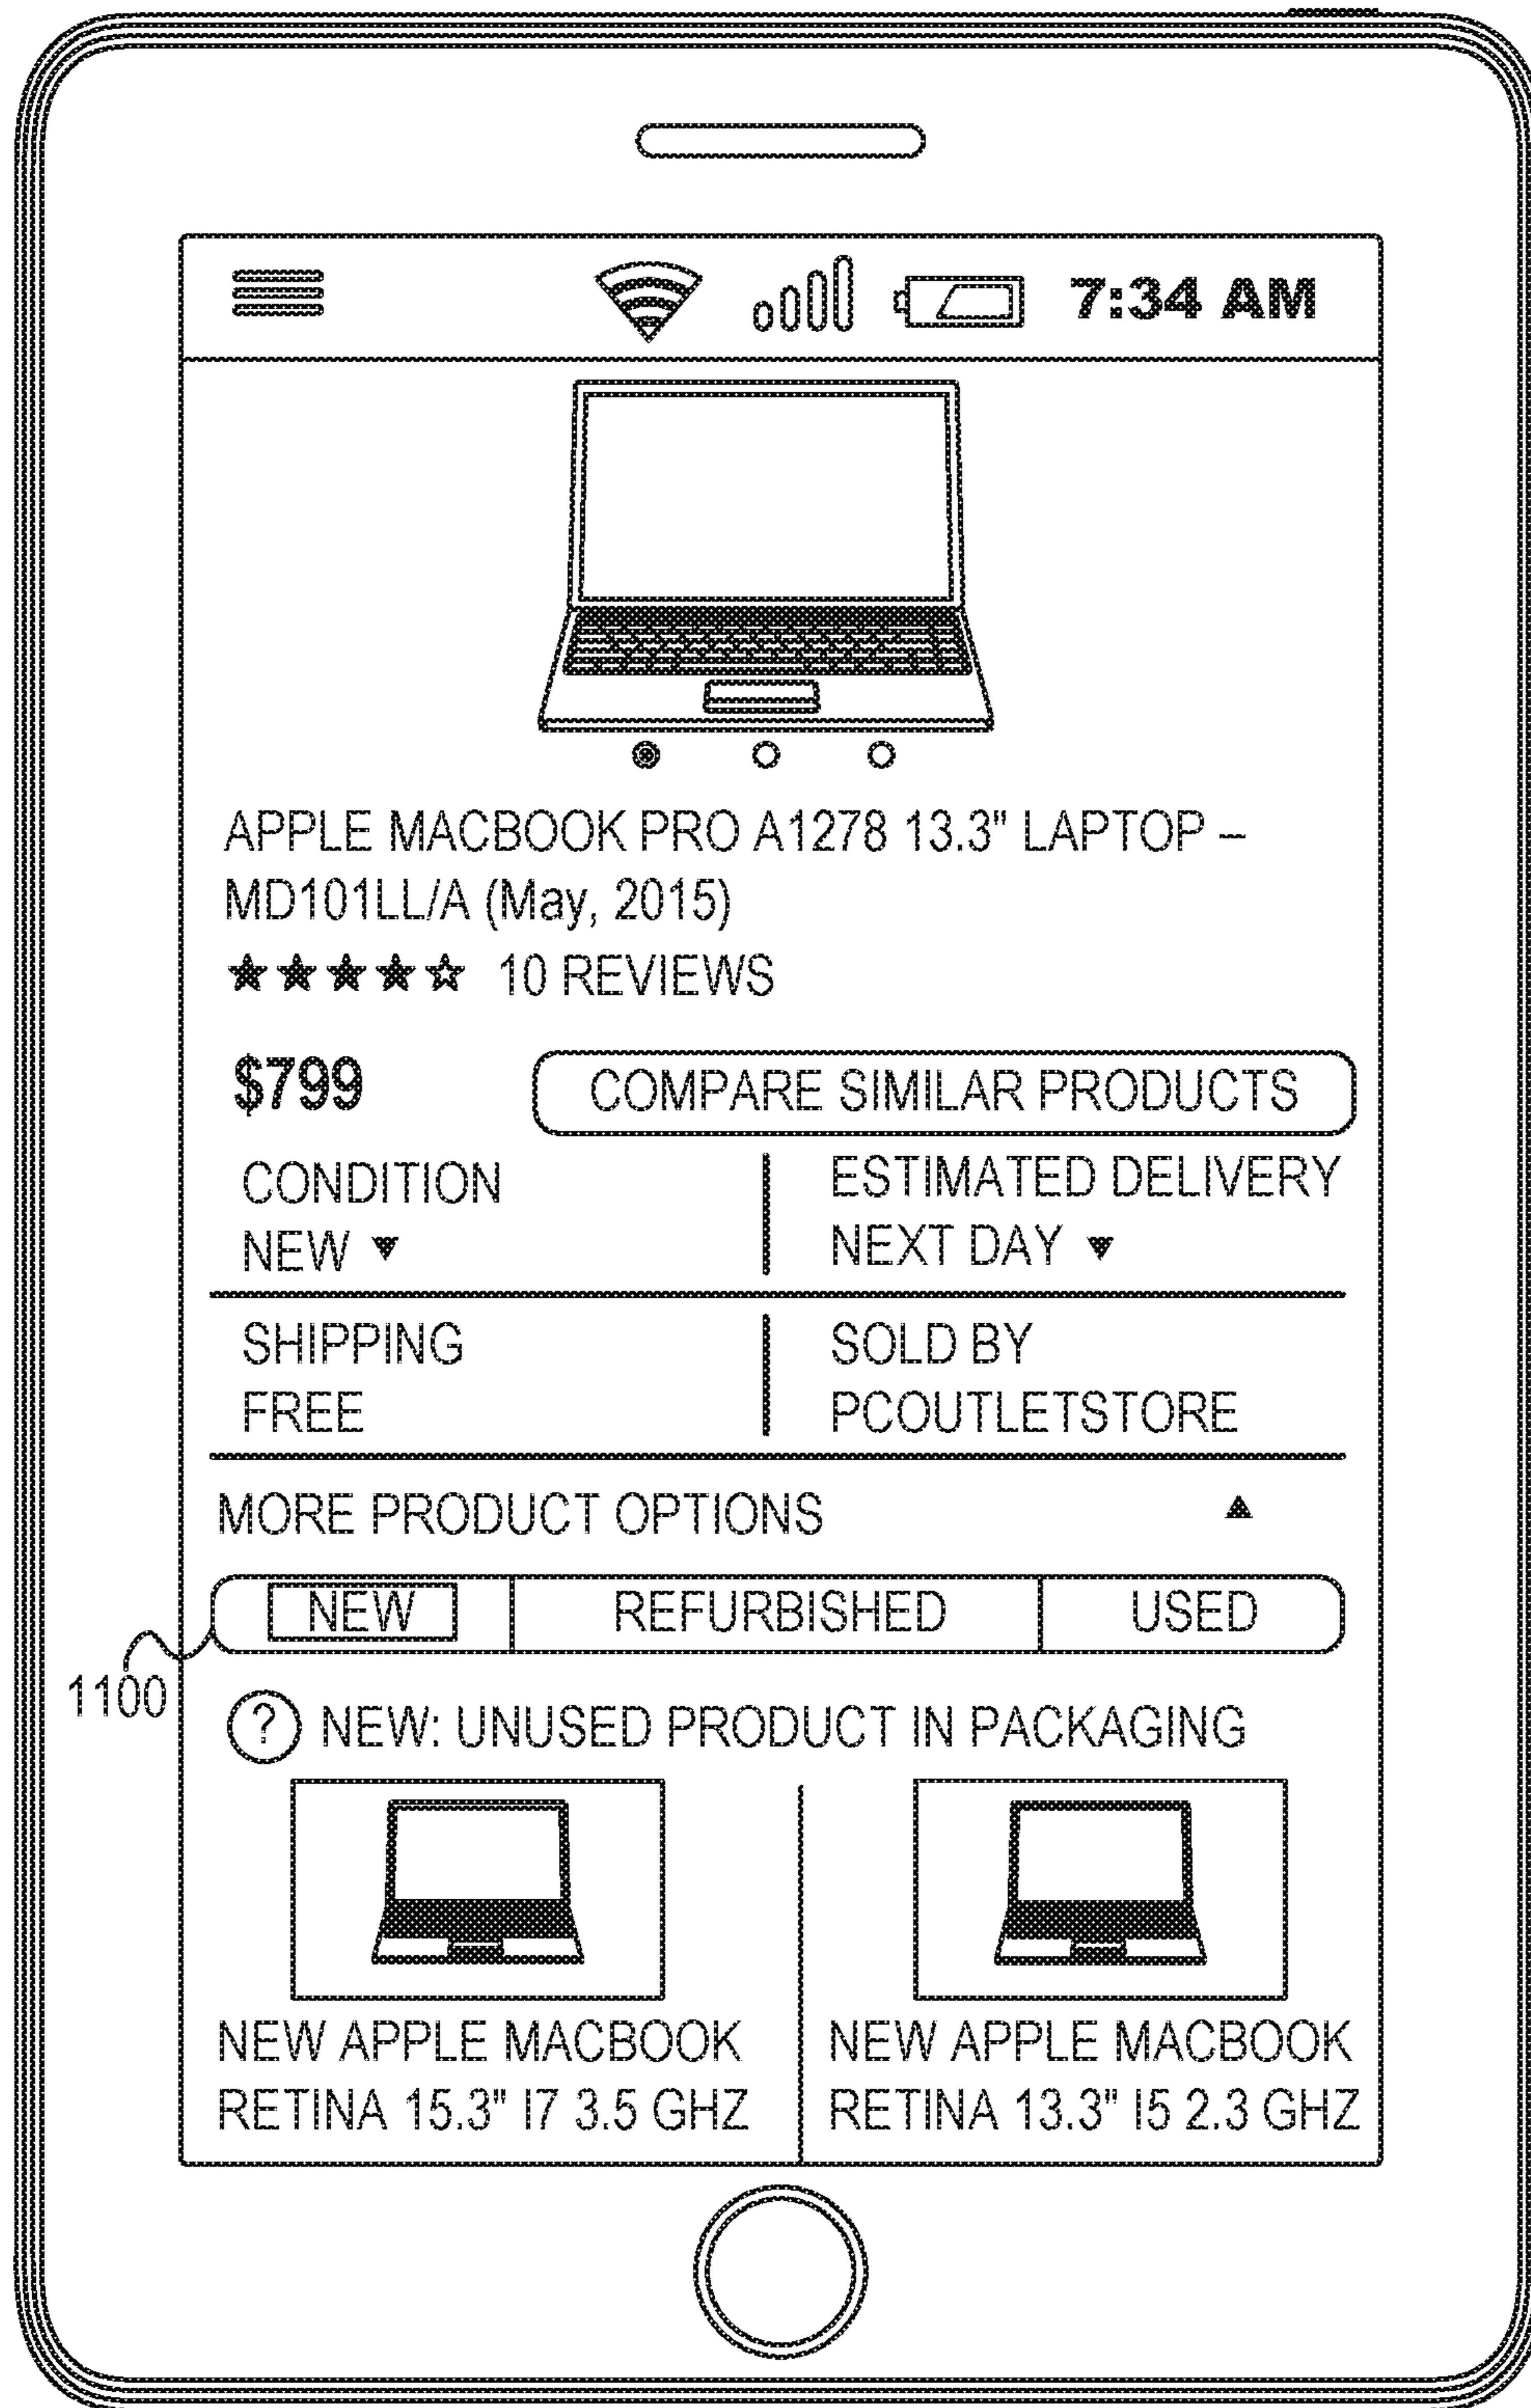 7:34 AM
APPLE MACBOOK PRO A1278 13.3" LAPTOP –
MD101LL/A (May, 2015)
10 REVIEWS
$799
COMPARE SIMILAR PRODUCTS
CONDITION
NEW ▼
ESTIMATED DELIVERY
NEXT DAY ▼
SHIPPING
FREE
SOLD BY
PCOUTLETSTORE
MORE PRODUCT OPTIONS ▲
NEW
REFURBISHED
USED
1100
? NEW: UNUSED PRODUCT IN PACKAGING
NEW APPLE MACBOOK
RETINA 15.3" I7 3.5 GHZ
NEW APPLE MACBOOK
RETINA 13.3" I5 2.3 GHZ